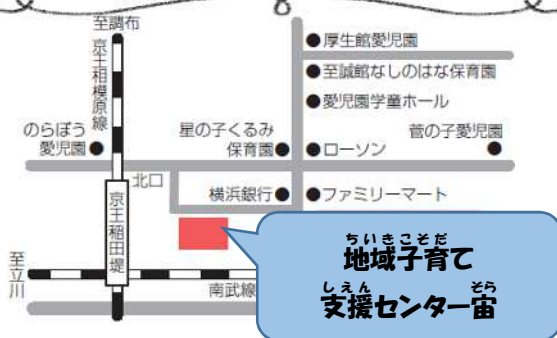 至調布
京王相模原線
厚生館愛児園
至誠館なしのはな保育園
愛児園学童ホール
のらぼう
愛児園
星の子くるみ
保育園
ローソン
菅の子愛児園
北口
横浜銀行
ファミリーマート
京王稲田堤
至立川
南武線
ちいきこそだ
地域子育て
しえん そら
支援センター宙